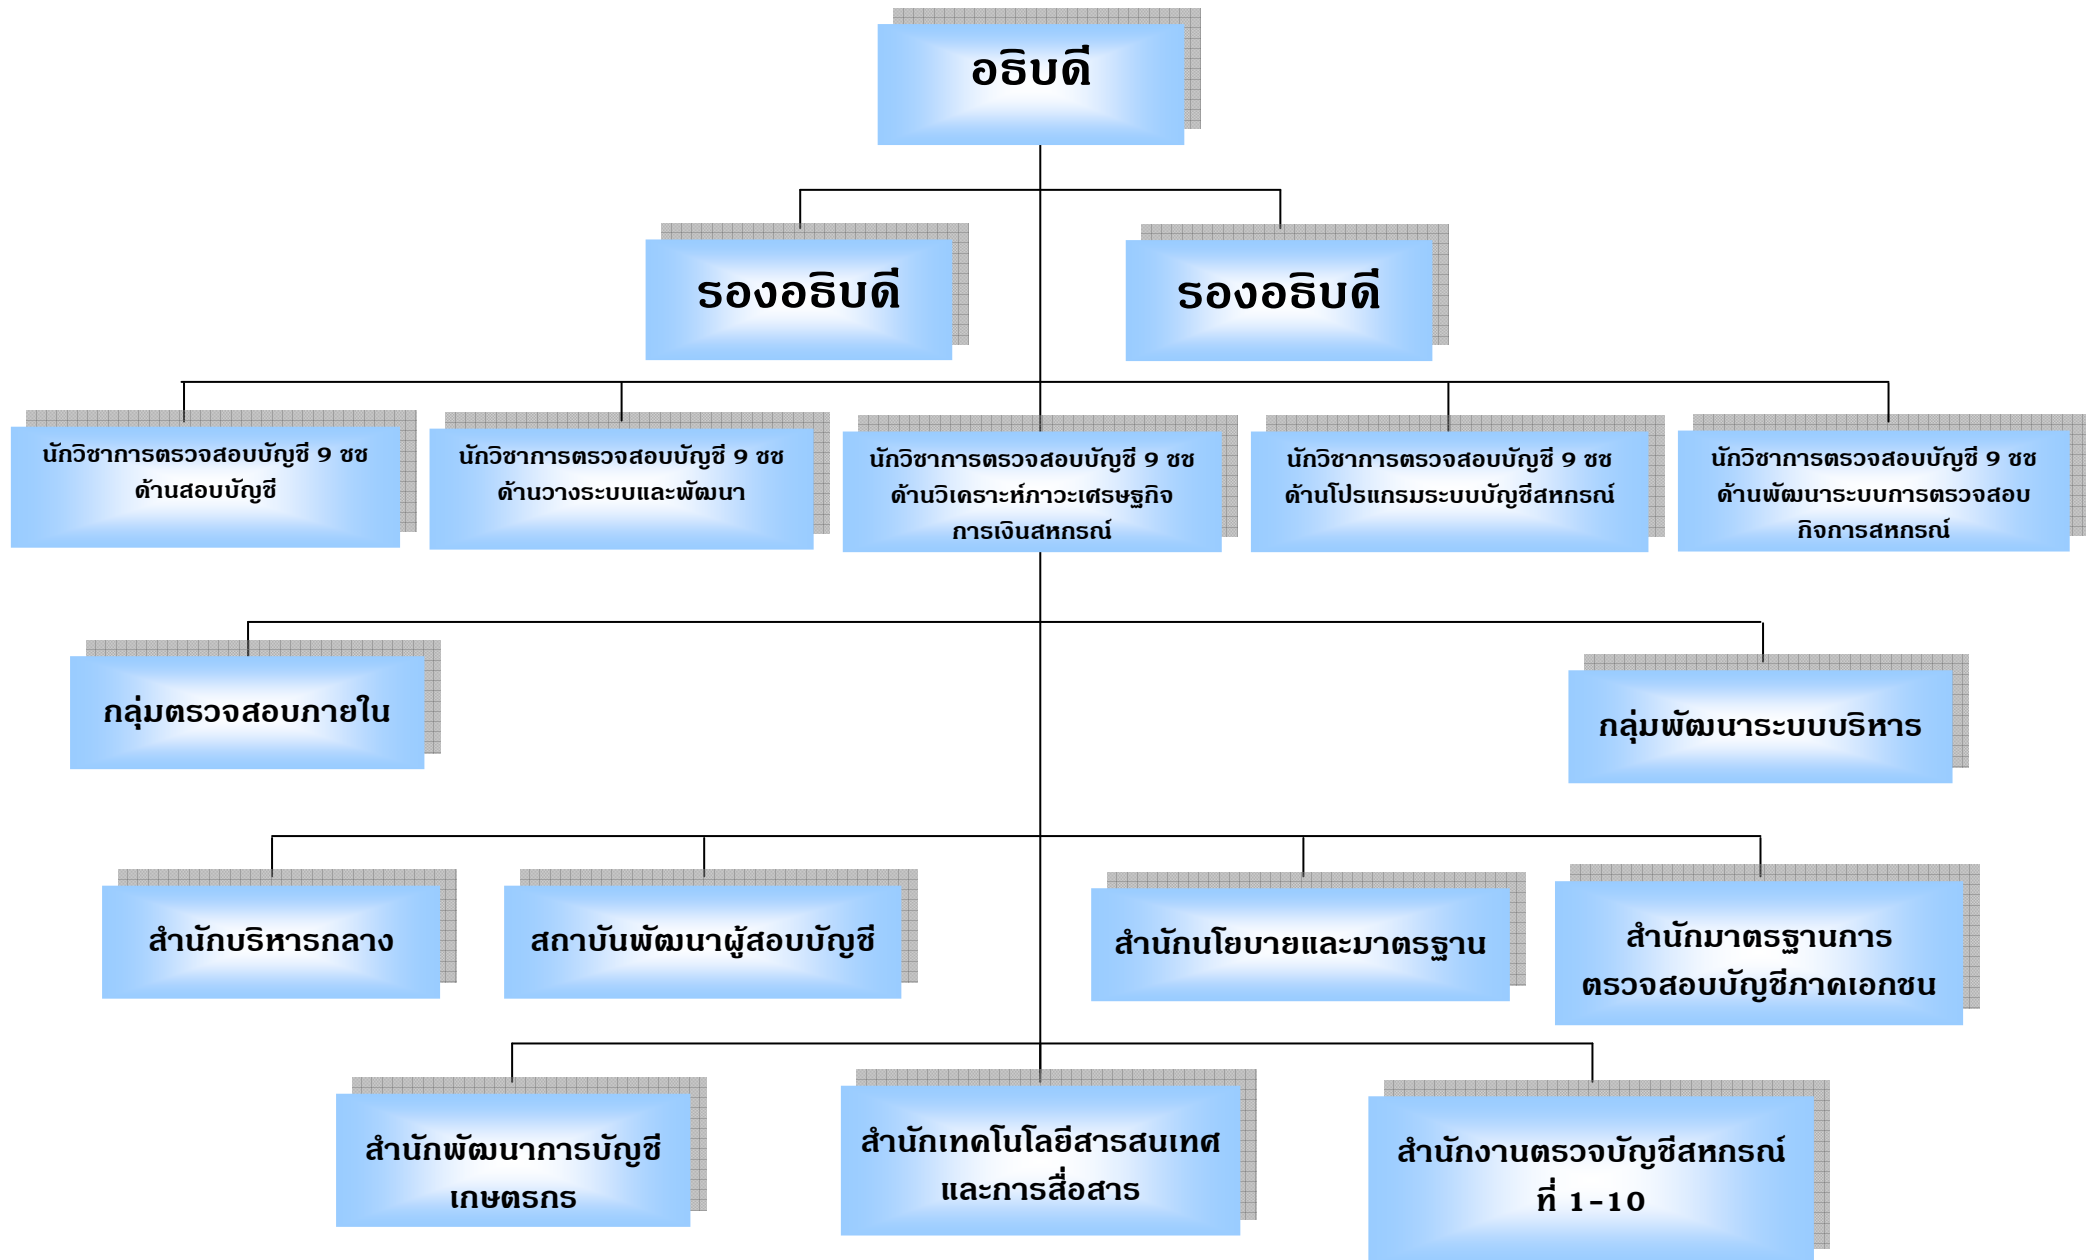 อธิบดี
รองอธิบดี
รองอธิบดี
นักวิชาการตรวจสอบบัญชี 9 ชช
ด้านสอบบัญชี
นักวิชาการตรวจสอบบัญชี 9 ชช
ด้านวางระบบและพัฒนา
นักวิชาการตรวจสอบบัญชี 9 ชช
ด้านวิเคราะห์ภาวะเศรษฐกิจ
การเงินสหกรณ์
นักวิชาการตรวจสอบบัญชี 9 ชช
ด้านโปรแกรมระบบบัญชีสหกรณ์
นักวิชาการตรวจสอบบัญชี 9 ชช
ด้านพัฒนาระบบการตรวจสอบ
กิจการสหกรณ์
กลุ่มตรวจสอบภายใน
กลุ่มพัฒนาระบบบริหาร
สำนักบริหารกลาง
สถาบันพัฒนาผู้สอบบัญชี
สำนักนโยบายและมาตรฐาน
สำนักมาตรฐานการ
ตรวจสอบบัญชีภาคเอกชน
สำนักพัฒนาการบัญชี
เกษตรกร
สำนักเทคโนโลยีสารสนเทศ
และการสื่อสาร
สำนักงานตรวจบัญชีสหกรณ์
ที่ 1-10